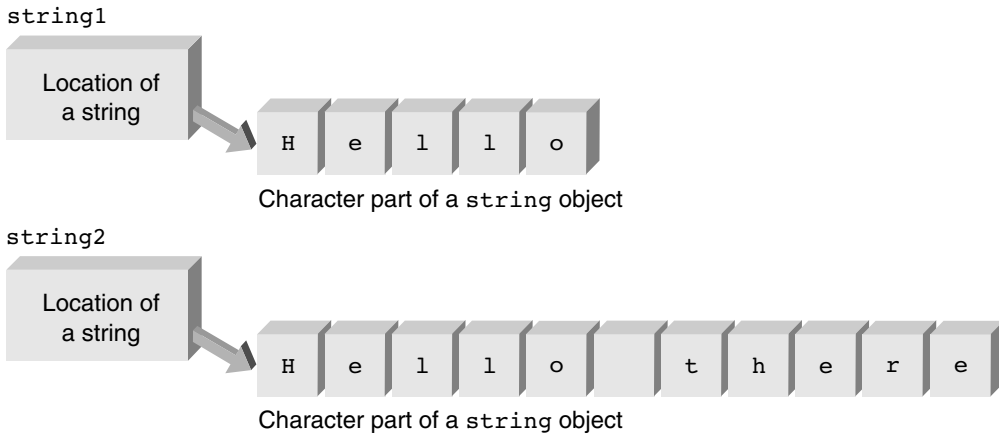 string1
Location of
a string
H e l l o
Character part of a string object
string2
Location of
a string
H e l l o t h e r e
Character part of a string object